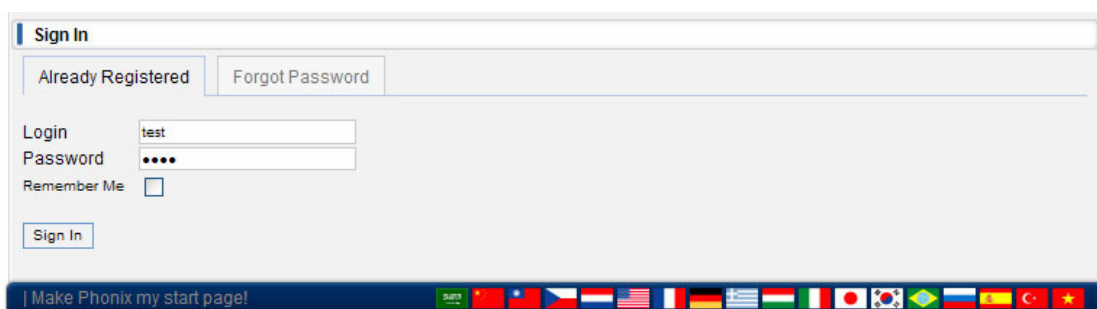 Sign In
Already Registered Forgot Password
Login test
Password ••••
Remember Me
Sign In
| Make Phonix my start page!